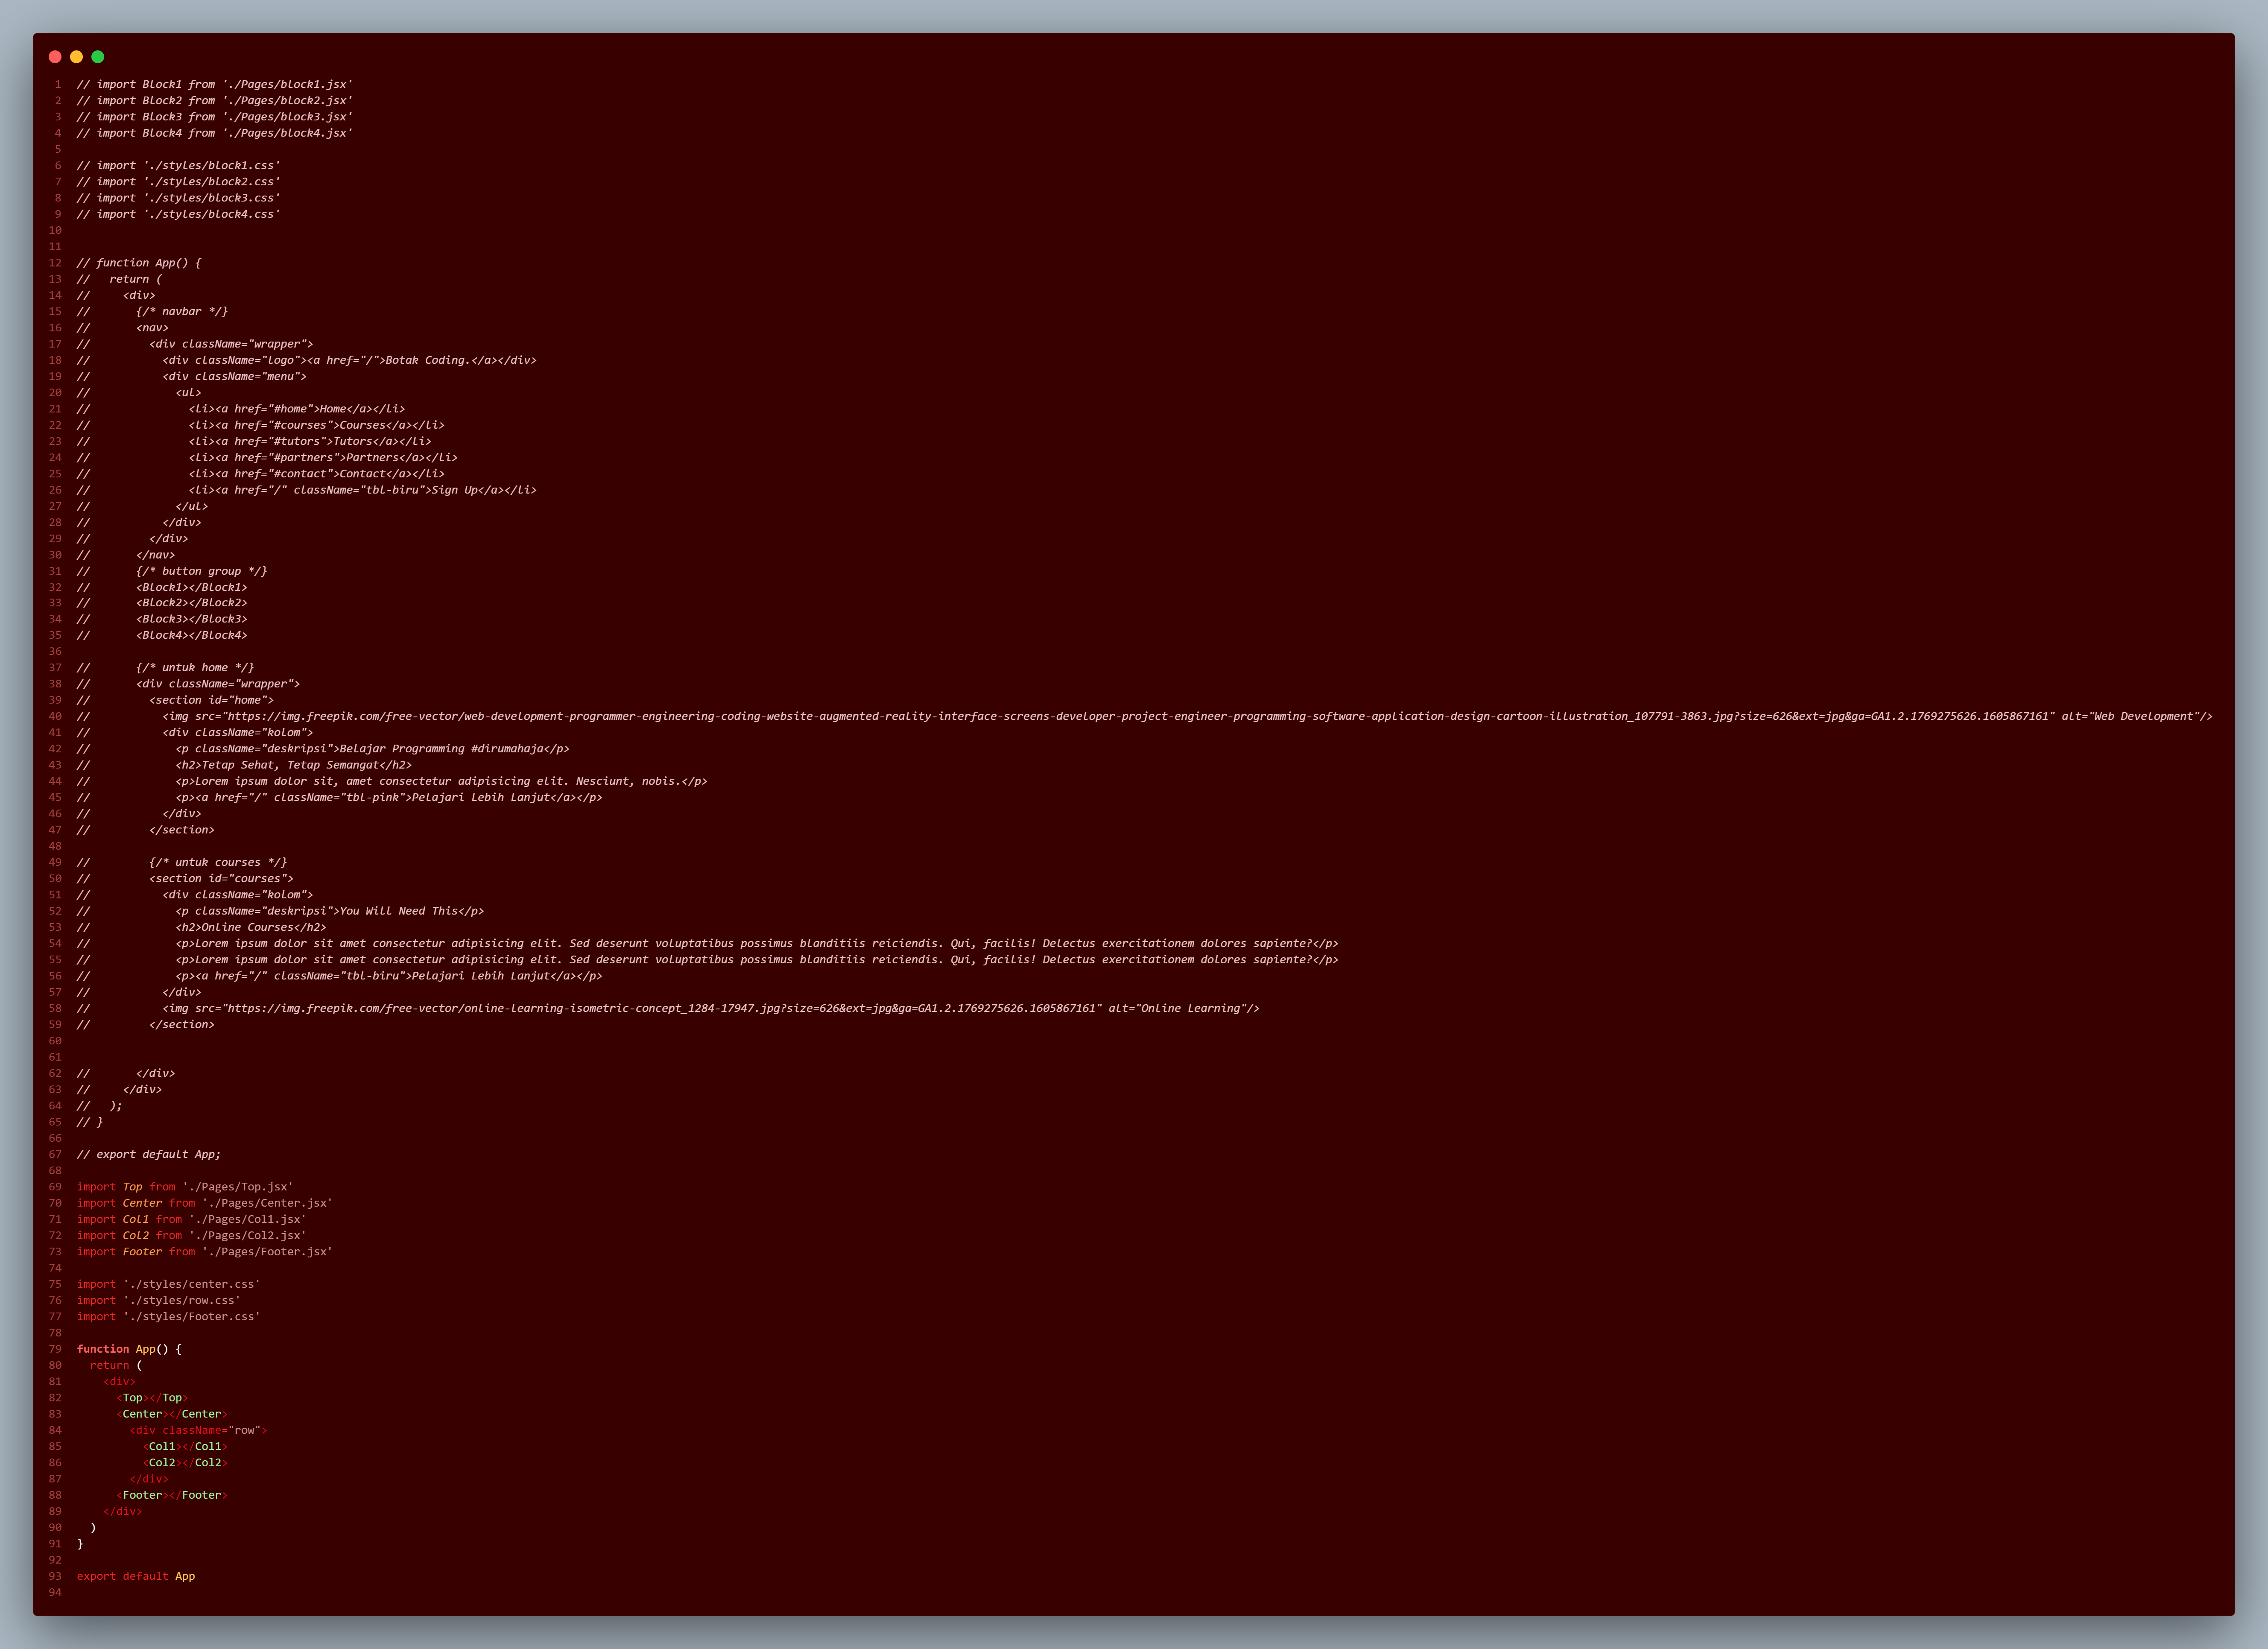 1 // import Block1 from './Pages/block1.jsx'
2 // import Block2 from './Pages/block2.jsx'
3 // import Block3 from './Pages/block3.jsx'
4 // import Block4 from './Pages/block4.jsx'
5
6 // import './styles/block1.css'
7 // import './styles/block2.css'
8 // import './styles/block3.css'
9 // import './styles/block4.css'
10
11
12 // function App() {
13 //   return (
14 //     <div>
15 //       {/* navbar */}
16 //       <nav>
17 //         <div className="wrapper">
18 //           <div className="logo"><a href="/">Botak Coding.</a></div>
19 //           <div className="menu">
20 //             <ul>
21 //               <li><a href="#home">Home</a></li>
22 //               <li><a href="#courses">Courses</a></li>
23 //               <li><a href="#tutors">Tutors</a></li>
24 //               <li><a href="#partners">Partners</a></li>
25 //               <li><a href="#contact">Contact</a></li>
26 //               <li><a href="/" className="tbl-biru">Sign Up</a></li>
27 //             </ul>
28 //           </div>
29 //         </div>
30 //       </nav>
31 //       {/* button group */}
32 //       <Block1></Block1>
33 //       <Block2></Block2>
34 //       <Block3></Block3>
35 //       <Block4></Block4>
36
37 //       {/* untuk home */}
38 //       <div className="wrapper">
39 //         <section id="home">
40 //           <img src="https://img.freepik.com/free-vector/web-development-programmer-engineering-coding-website-augmented-reality-interface-screens-developer-project-engineer-programming-software-application-design-cartoon-illustration_107791-3863.jpg?size=626&ext=jpg&ga=GA1.2.1769275626.1605867161" alt="Web Development"/>
41 //           <div className="kolom">
42 //             <p className="deskripsi">Belajar Programming #dirumahaja</p>
43 //             <h2>Tetap Sehat, Tetap Semangat</h2>
44 //             <p>Lorem ipsum dolor sit, amet consectetur adipisicing elit. Nesciunt, nobis.</p>
45 //             <p><a href="/" className="tbl-pink">Pelajari Lebih Lanjut</a></p>
46 //           </div>
47 //         </section>
48
49 //         {/* untuk courses */}
50 //         <section id="courses">
51 //           <div className="kolom">
52 //             <p className="deskripsi">You Will Need This</p>
53 //             <h2>Online Courses</h2>
54 //             <p>Lorem ipsum dolor sit amet consectetur adipisicing elit. Sed deserunt voluptatibus possimus blanditiis reiciendis. Qui, facilis! Delectus exercitationem dolores sapiente?</p>
55 //             <p>Lorem ipsum dolor sit amet consectetur adipisicing elit. Sed deserunt voluptatibus possimus blanditiis reiciendis. Qui, facilis! Delectus exercitationem dolores sapiente?</p>
56 //             <p><a href="/" className="tbl-biru">Pelajari Lebih Lanjut</a></p>
57 //           </div>
58 //           <img src="https://img.freepik.com/free-vector/online-learning-isometric-concept_1284-17947.jpg?size=626&ext=jpg&ga=GA1.2.1769275626.1605867161" alt="Online Learning"/>
59 //         </section>
60
61
62 //       </div>
63 //     </div>
64 //   );
65 // }
66
67 // export default App;
68
69 import Top from './Pages/Top.jsx'
70 import Center from './Pages/Center.jsx'
71 import Col1 from './Pages/Col1.jsx'
72 import Col2 from './Pages/Col2.jsx'
73 import Footer from './Pages/Footer.jsx'
74
75 import './styles/center.css'
76 import './styles/row.css'
77 import './styles/Footer.css'
78
79 function App() {
80   return (
81     <div>
82       <Top></Top>
83       <Center></Center>
84         <div className="row">
85           <Col1></Col1>
86           <Col2></Col2>
87         </div>
88       <Footer></Footer>
89     </div>
90   )
91 }
92
93 export default App
94